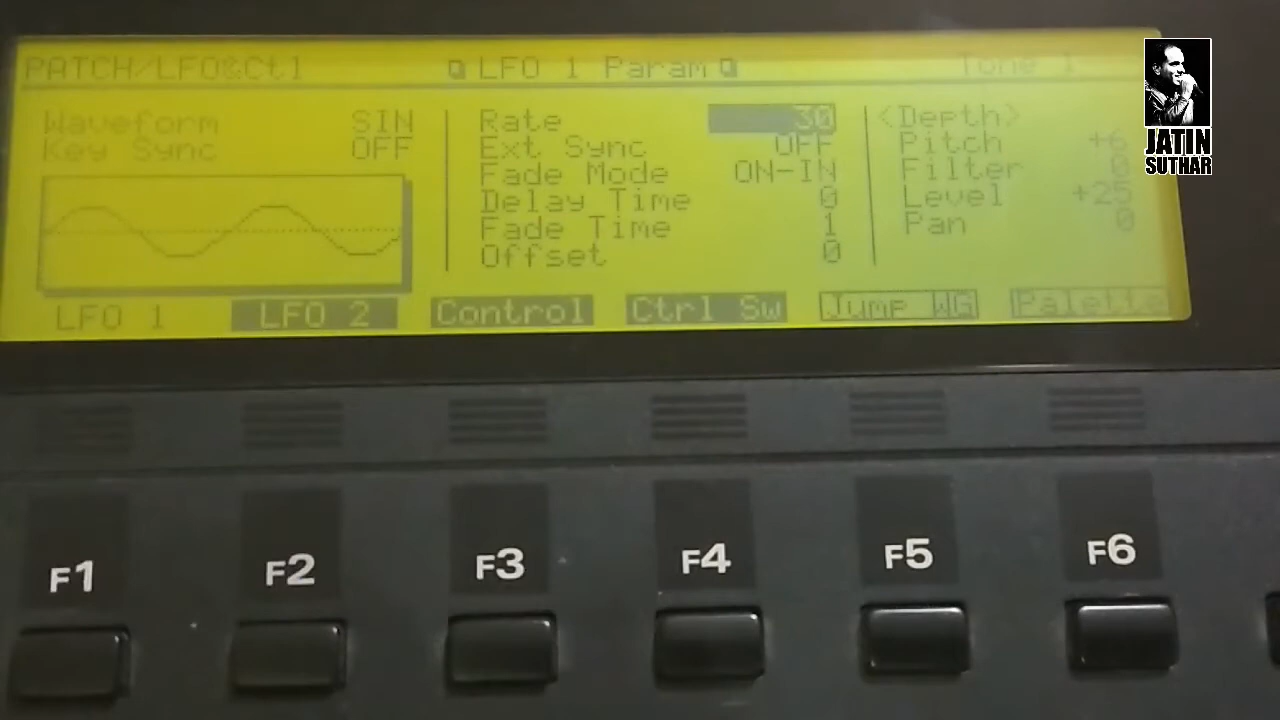 PATCH/LFO&Ctl LFO 1 Param Tone 1
Waveform SIN
Key Sync OFF
Rate 30
Ext Sync OFF
Fade Mode ON-IN
Delay Time 0
Fade Time 1
Offset 0
<Depth>
Pitch +6
Filter 0
Level +25
Pan 0
LFO 1 LFO 2 Control Ctrl Sw Jump WG Palette
F1 F2 F3 F4 F5 F6
JATIN
SUTHAR